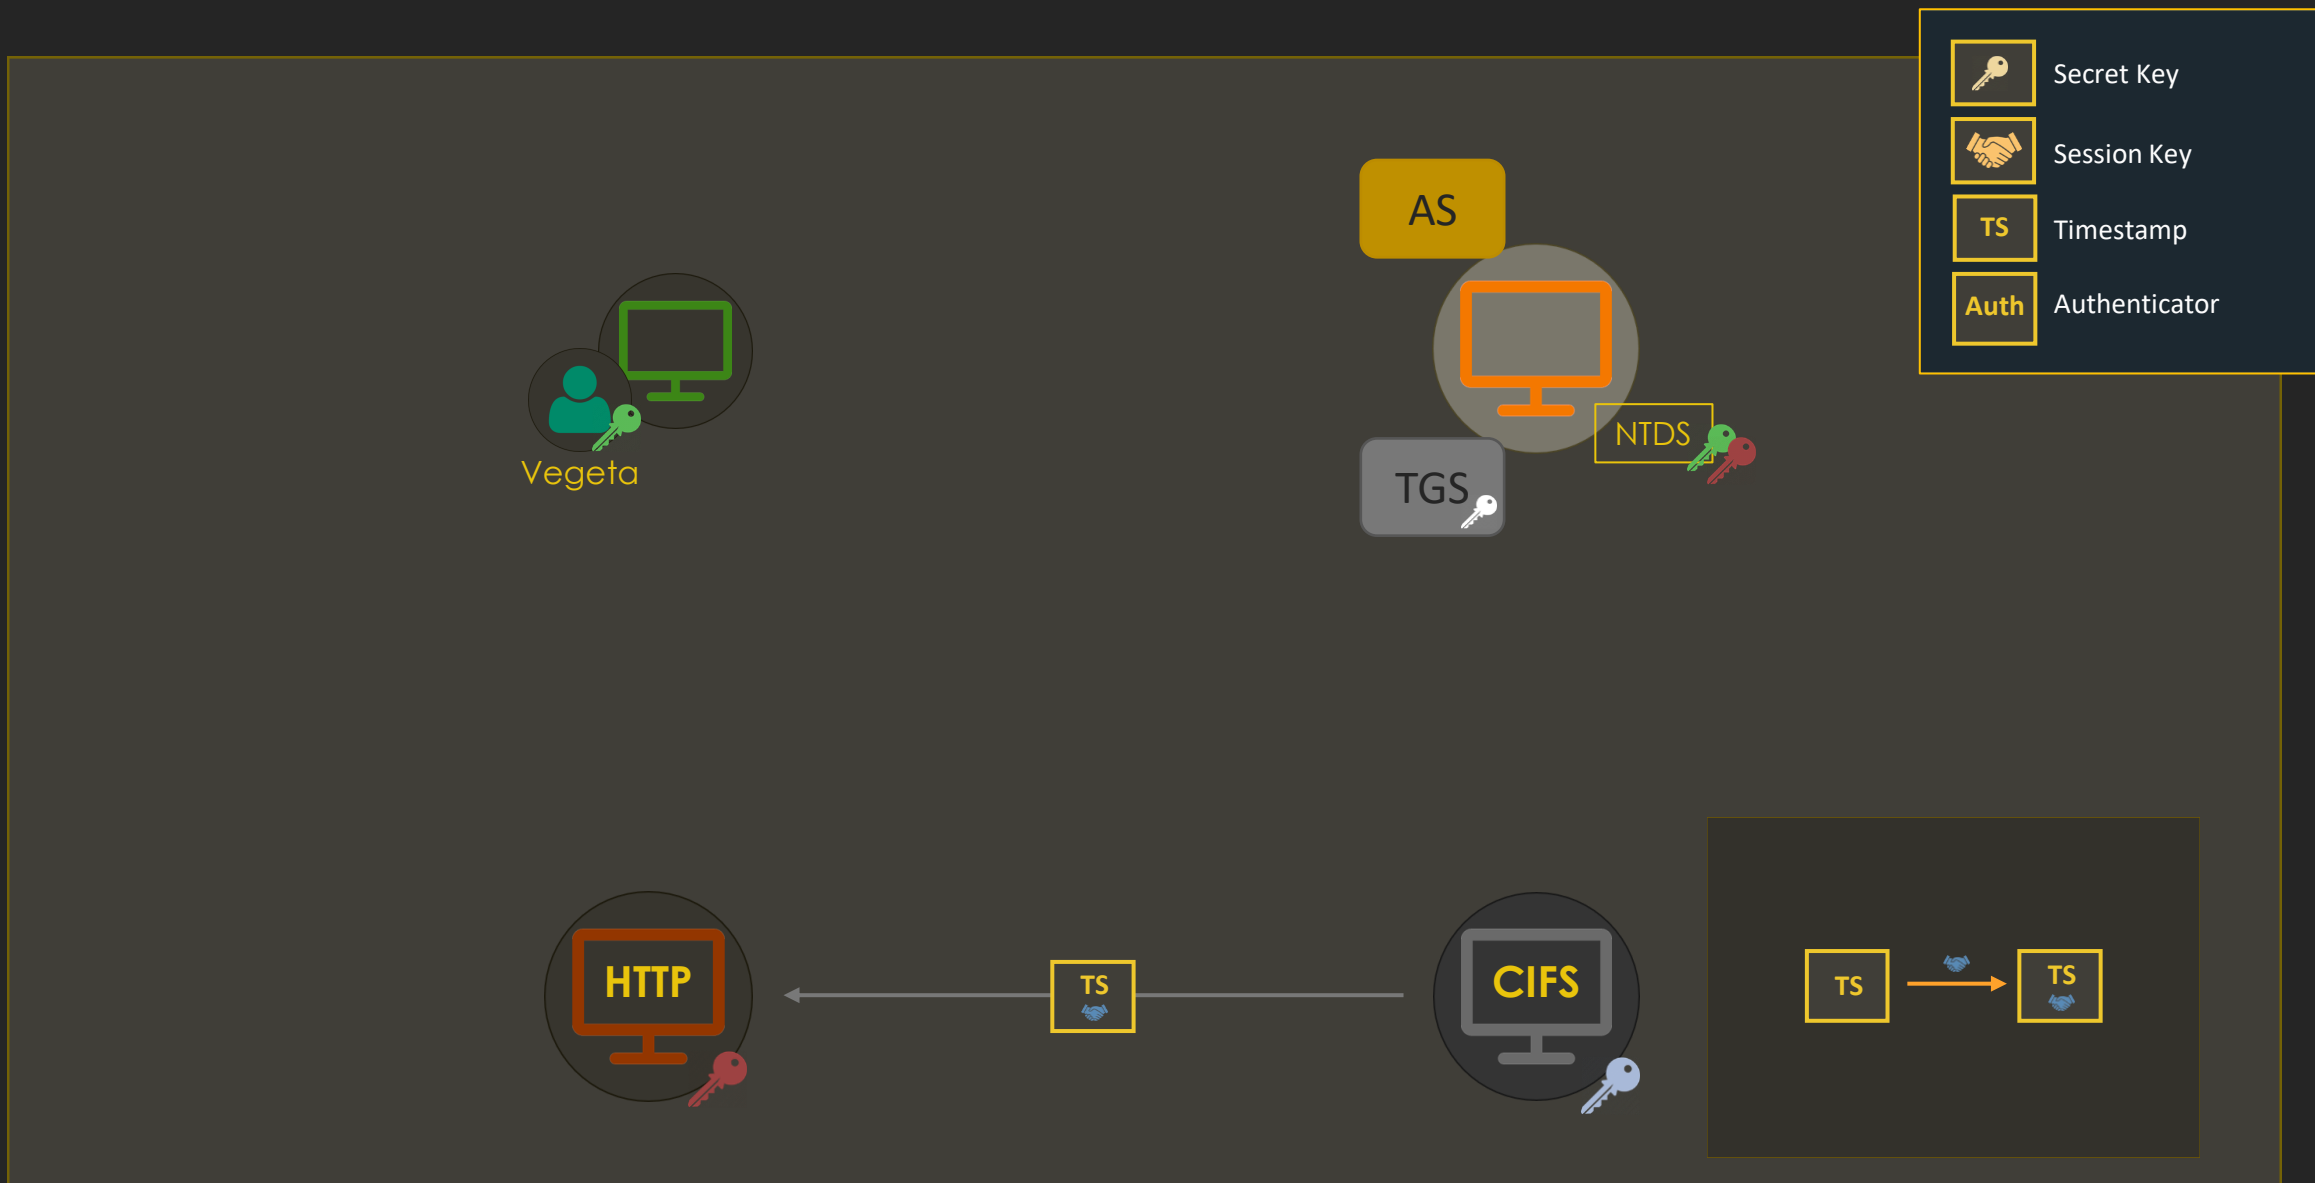 Secret Key
Session Key
TS Timestamp
Auth Authenticator
AS
NTDS
Vegeta
TGS
HTTP
TS
CIFS
TS
TS